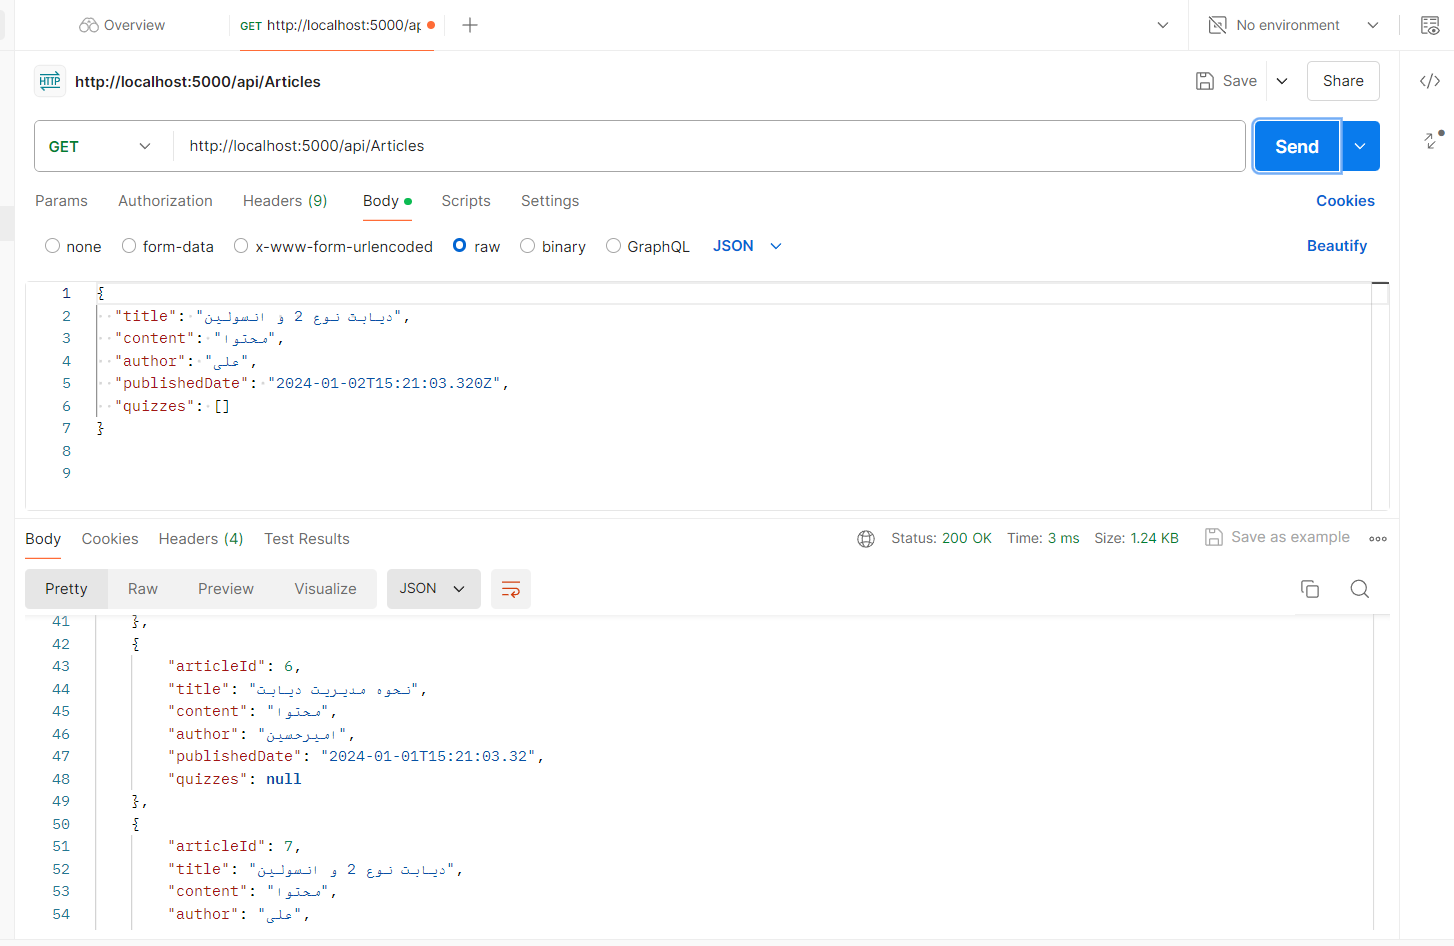 Overview
GET http://localhost:5000/ap
No environment
HTTP http://localhost:5000/api/Articles
Save
Share
GET
http://localhost:5000/api/Articles
Send
Params Authorization Headers (9) Body Scripts Settings
Cookies
none form-data x-www-form-urlencoded raw binary GraphQL JSON
Beautify
1 {
2 "title": "دیابت نوع 2 و انسولین",
3 "content": "محتوا",
4 "author": "علی",
5 "publishedDate": "2024-01-02T15:21:03.320Z",
6 "quizzes": []
7 }
8
9
Body Cookies Headers (4) Test Results
Status: 200 OK Time: 3 ms Size: 1.24 KB
Save as example
Pretty Raw Preview Visualize JSON
41 },
42 {
43 "articleId": 6,
44 "title": "نحوه مدیریت دیابت",
45 "content": "محتوا",
46 "author": "امیرحسین",
47 "publishedDate": "2024-01-01T15:21:03.32",
48 "quizzes": null
49 },
50 {
51 "articleId": 7,
52 "title": "دیابت نوع 2 و انسولین",
53 "content": "محتوا",
54 "author": "علی",